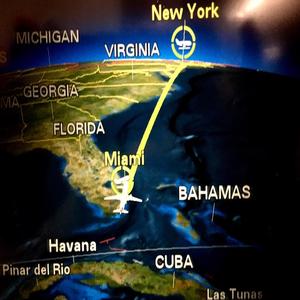 New York
MICHIGAN
VIRGINIA
S
GEORGIA
MA
FLORIDA
Miami
BAHAMAS
Havana
CUBA
Pinar del Rio
Las Tunas